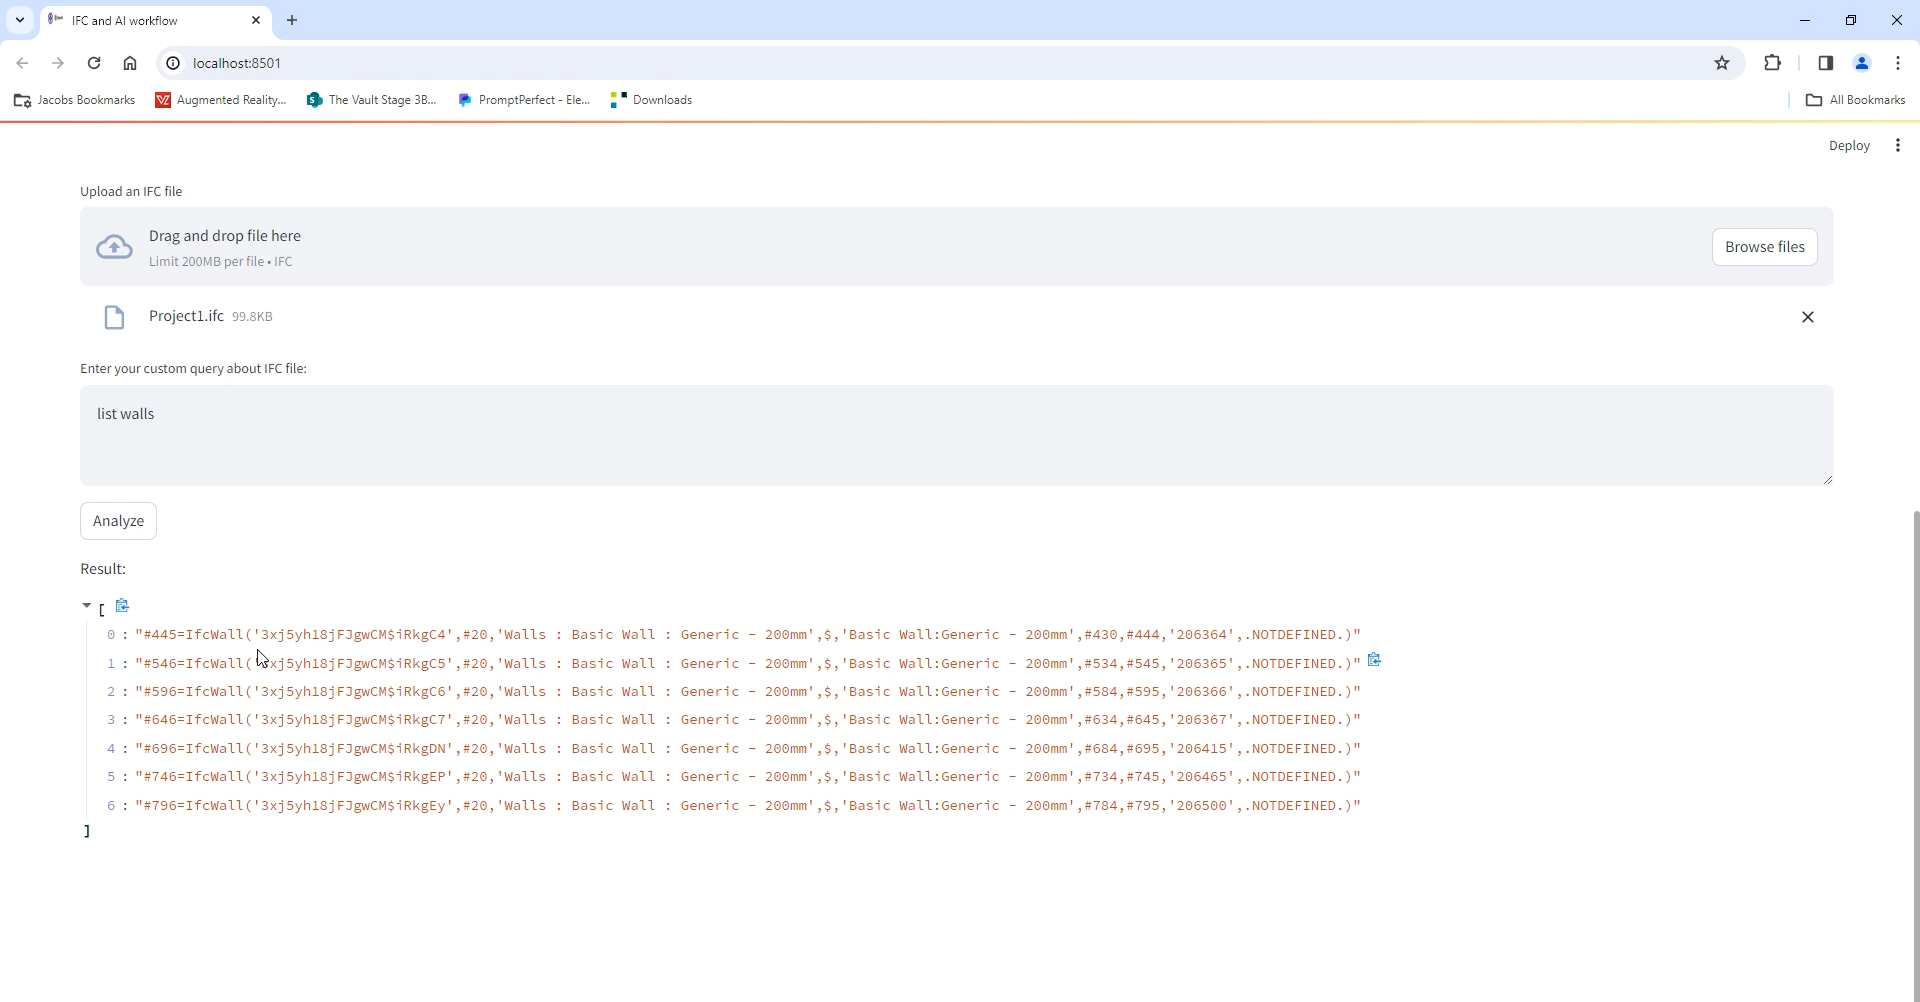 IFC and AI workflow
localhost:8501
Jacobs Bookmarks Augmented Reality... The Vault Stage 3B... PromptPerfect - Ele... Downloads All Bookmarks
Deploy
Upload an IFC file
Drag and drop file here
Limit 200MB per file • IFC
Browse files
Project1.ifc 99.8KB
Enter your custom query about IFC file:
list walls
Analyze
Result:
[
0 : "#445=IfcWall('3xj5yh18jFJgwCM$iRkgC4',#20,'Walls : Basic Wall : Generic - 200mm',$,'Basic Wall:Generic - 200mm',#430,#444,'206364',.NOTDEFINED.)"
1 : "#546=IfcWall('3xj5yh18jFJgwCM$iRkgC5',#20,'Walls : Basic Wall : Generic - 200mm',$,'Basic Wall:Generic - 200mm',#534,#545,'206365',.NOTDEFINED.)"
2 : "#596=IfcWall('3xj5yh18jFJgwCM$iRkgC6',#20,'Walls : Basic Wall : Generic - 200mm',$,'Basic Wall:Generic - 200mm',#584,#595,'206366',.NOTDEFINED.)"
3 : "#646=IfcWall('3xj5yh18jFJgwCM$iRkgC7',#20,'Walls : Basic Wall : Generic - 200mm',$,'Basic Wall:Generic - 200mm',#634,#645,'206367',.NOTDEFINED.)"
4 : "#696=IfcWall('3xj5yh18jFJgwCM$iRkgDN',#20,'Walls : Basic Wall : Generic - 200mm',$,'Basic Wall:Generic - 200mm',#684,#695,'206415',.NOTDEFINED.)"
5 : "#746=IfcWall('3xj5yh18jFJgwCM$iRkgEP',#20,'Walls : Basic Wall : Generic - 200mm',$,'Basic Wall:Generic - 200mm',#734,#745,'206465',.NOTDEFINED.)"
6 : "#796=IfcWall('3xj5yh18jFJgwCM$iRkgEy',#20,'Walls : Basic Wall : Generic - 200mm',$,'Basic Wall:Generic - 200mm',#784,#795,'206500',.NOTDEFINED.)"
]